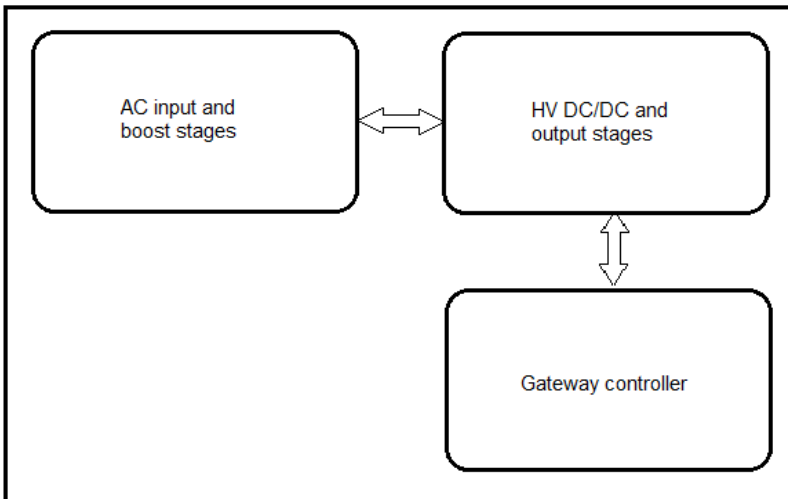 AC input and
boost stages
HV DC/DC and
output stages
Gateway controller